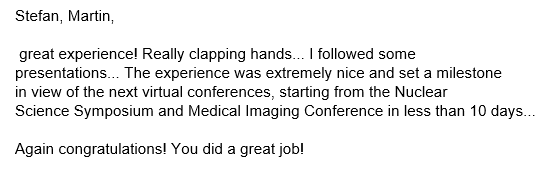 Stefan, Martin,
great experience! Really clapping hands... I followed some
presentations... The experience was extremely nice and set a milestone
in view of the next virtual conferences, starting from the Nuclear
Science Symposium and Medical Imaging Conference in less than 10 days...
Again congratulations! You did a great job!